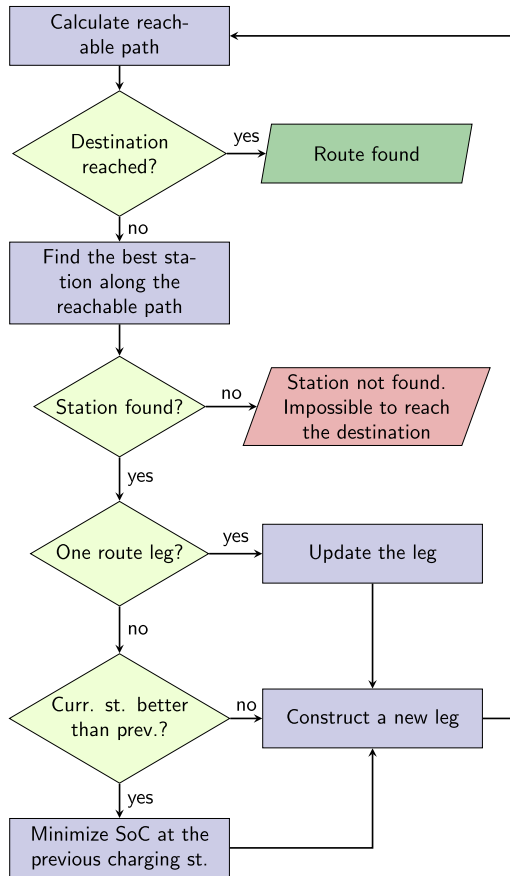 Calculate reach-
able path
Destination
reached?
yes
Route found
no
Find the best sta-
tion along the
reachable path
Station found?
no
Station not found.
Impossible to reach
the destination
yes
One route leg?
yes
Update the leg
no
Curr. st. better
than prev.?
no
Construct a new leg
yes
Minimize SoC at the
previous charging st.